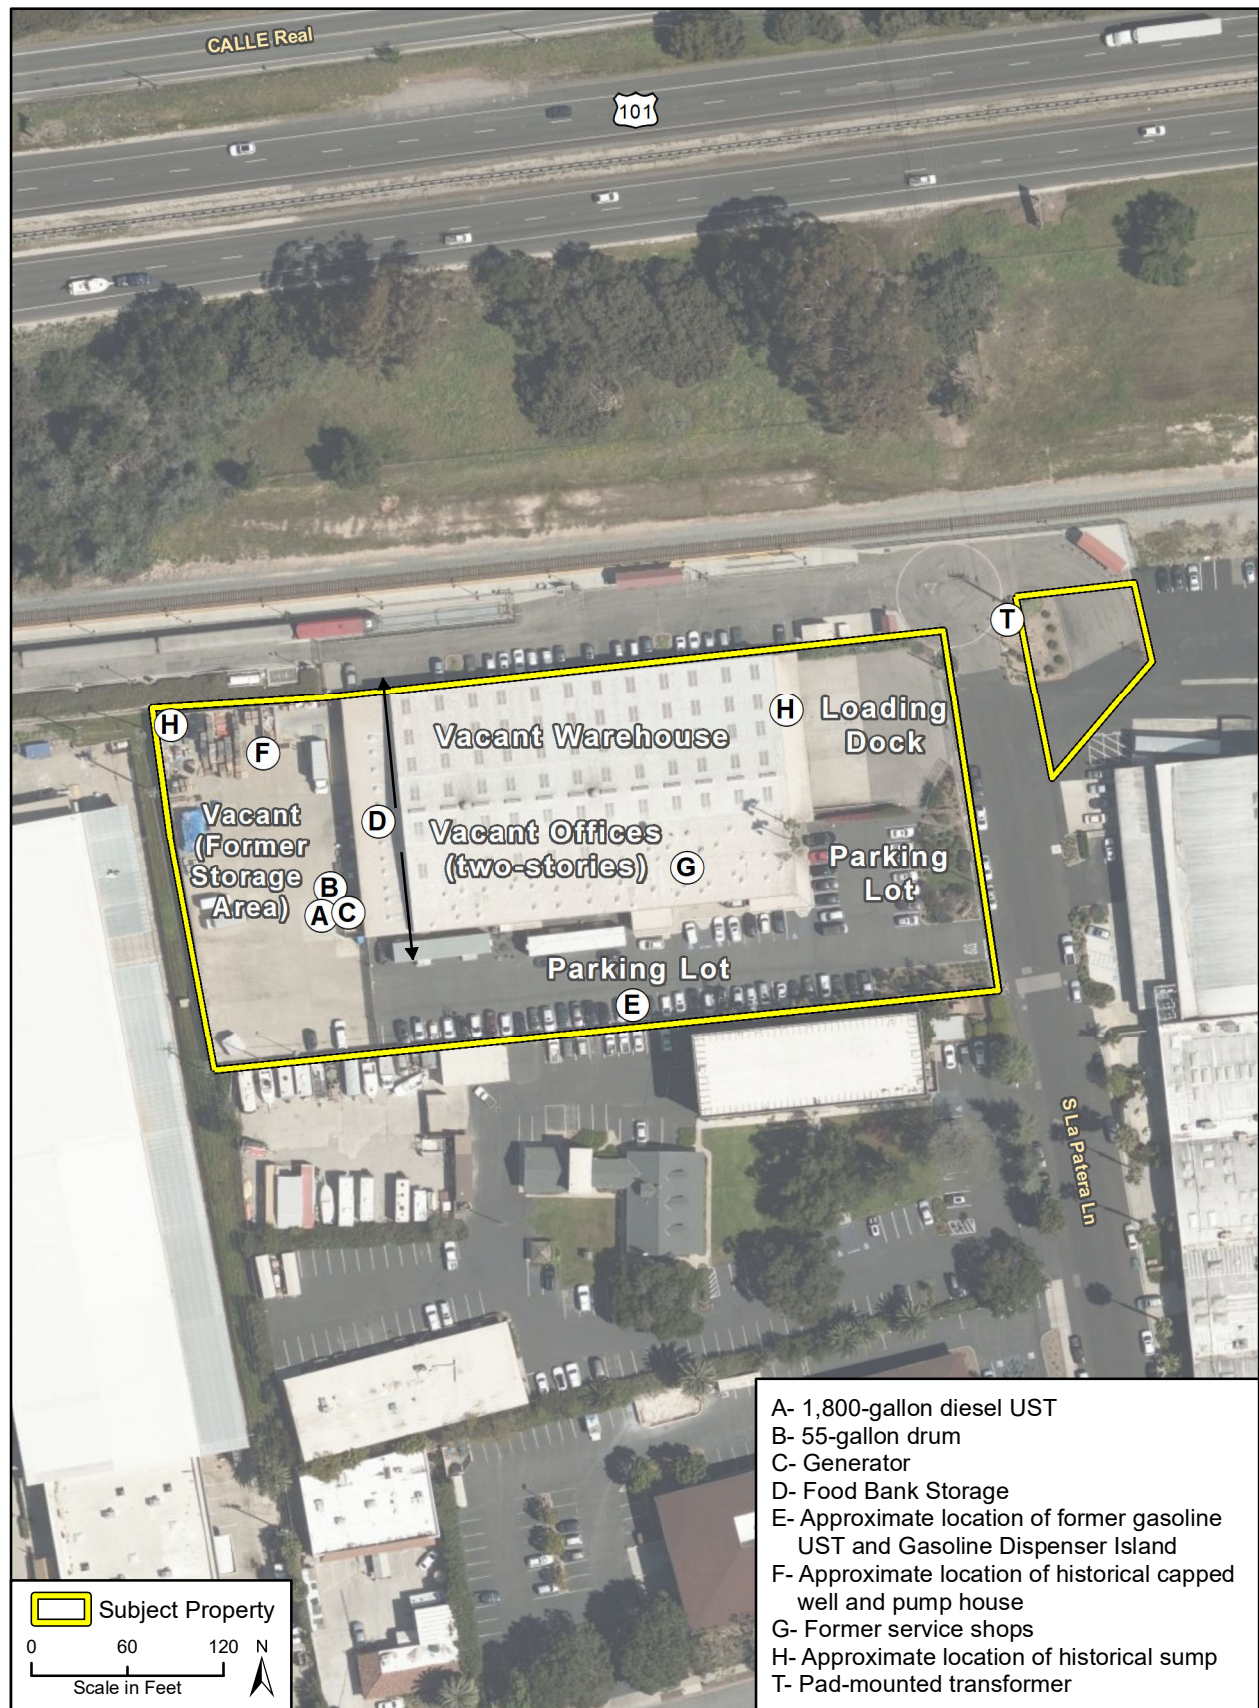 CALLE Real
101
T
H
H
Loading
Dock
F
Vacant Warehouse
Vacant
(Former
Storage
Area)
D
Vacant Offices
(two-stories)
G
Parking
Lot
B
A
C
Parking Lot
E
S La Patera Ln
A- 1,800-gallon diesel UST
B- 55-gallon drum
C- Generator
D- Food Bank Storage
E- Approximate location of former gasoline
UST and Gasoline Dispenser Island
F- Approximate location of historical capped
well and pump house
G- Former service shops
H- Approximate location of historical sump
T- Pad-mounted transformer
Subject Property
0 60 120 N
Scale in Feet